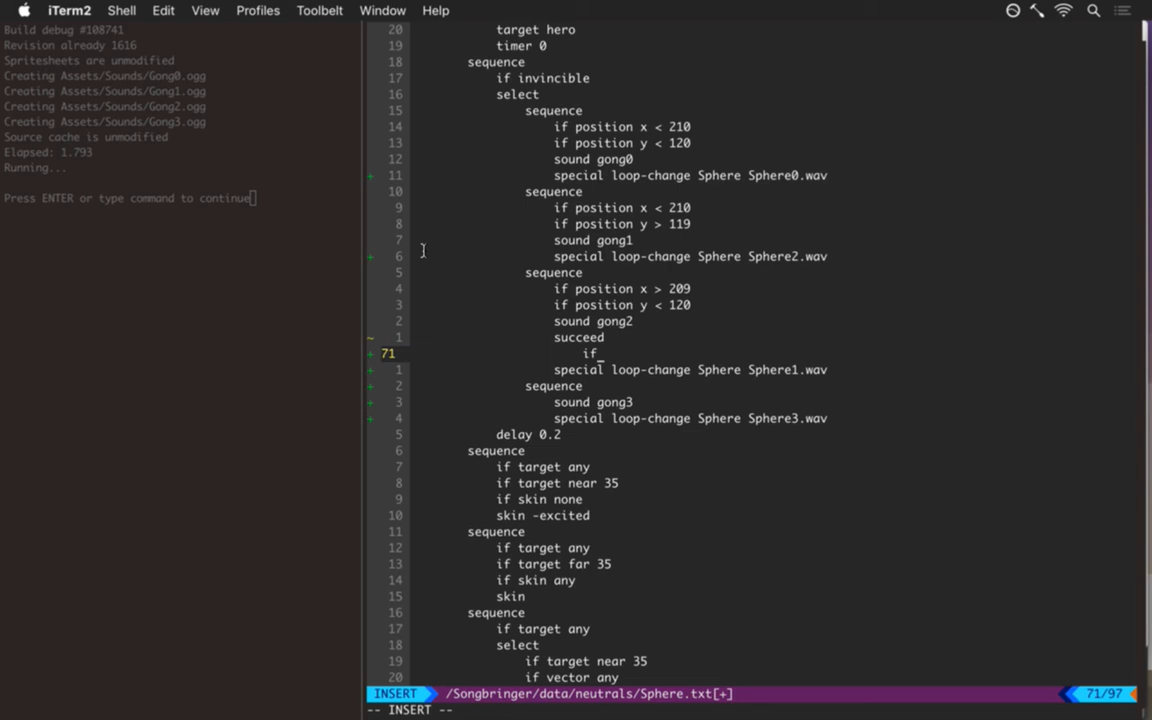 iTerm2 Shell Edit View Profiles Toolbelt Window Help
Build debug #108741
Revision already 1616
Spritesheets are unmodified
Creating Assets/Sounds/Gong0.ogg
Creating Assets/Sounds/Gong1.ogg
Creating Assets/Sounds/Gong2.ogg
Creating Assets/Sounds/Gong3.ogg
Source cache is unmodified
Elapsed: 1.793
Running...
Press ENTER or type command to continue
20 target hero
19 timer 0
18 sequence
17 if invincible
16 select
15 sequence
14 if position x < 210
13 if position y < 120
12 sound gong0
+ 11 special loop-change Sphere Sphere0.wav
10 sequence
9 if position x < 210
8 if position y > 119
7 sound gong1
+ 6 special loop-change Sphere Sphere2.wav
5 sequence
4 if position x > 209
3 if position y < 120
2 sound gong2
~ 1 succeed
+ 71 if_
+ 1 special loop-change Sphere Sphere1.wav
+ 2 sequence
+ 3 sound gong3
+ 4 special loop-change Sphere Sphere3.wav
5 delay 0.2
6 sequence
7 if target any
8 if target near 35
9 if skin none
10 skin -excited
11 sequence
12 if target any
13 if target far 35
14 if skin any
15 skin
16 sequence
17 if target any
18 select
19 if target near 35
20 if vector any
INSERT /Songbringer/data/neutrals/Sphere.txt[+] 71/97
-- INSERT --